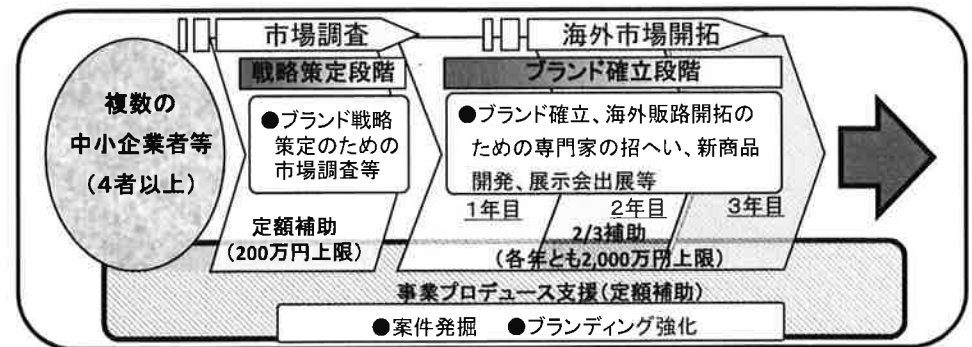 市場調査
海外市場開拓
戦略策定段階
ブランド確立段階
複数の
中小企業者等
(4者以上)
●ブランド戦略
策定のための
市場調査等
●ブランド確立、海外販路開拓の
ための専門家の招へい、新商品
開発、展示会出展等
1年目
2年目
3年目
定額補助
(200万円上限)
2/3補助
(各年とも2,000万円上限)
事業プロデュース支援(定額補助)
●案件発掘 ●ブランディング強化